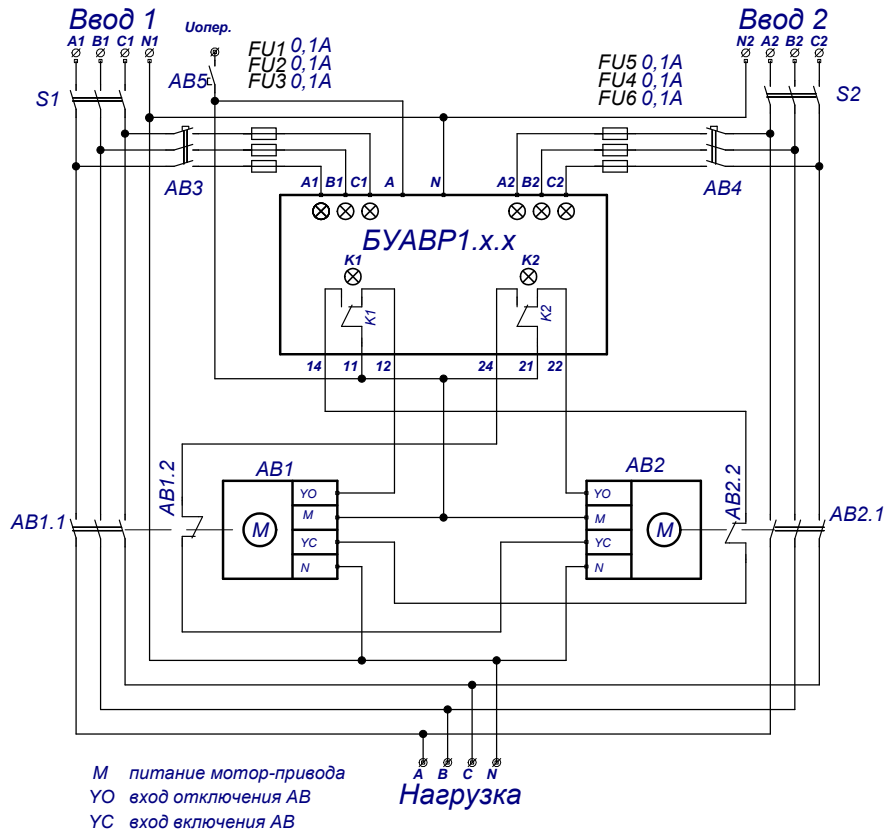 Ввод 1
Ввод 2
A1 B1 C1 N1
Uопер.
N2 A2 B2 C2
FU1 0,1A
FU2 0,1A
FU3 0,1A
FU5 0,1A
FU4 0,1A
FU6 0,1A
AB5
S1
S2
AB3
AB4
A1 B1 C1 A N A2 B2 C2
БУАВР1.x.x
K1
K2
K1
K2
14 11 12 24 21 22
AB1.2
AB1
AB2
AB2.2
AB1.1
AB2.1
YO
M
YC
N
M
YO
M
YC
N
M
A B C N
Нагрузка
M питание мотор-привода
YO вход отключения АВ
YC вход включения АВ